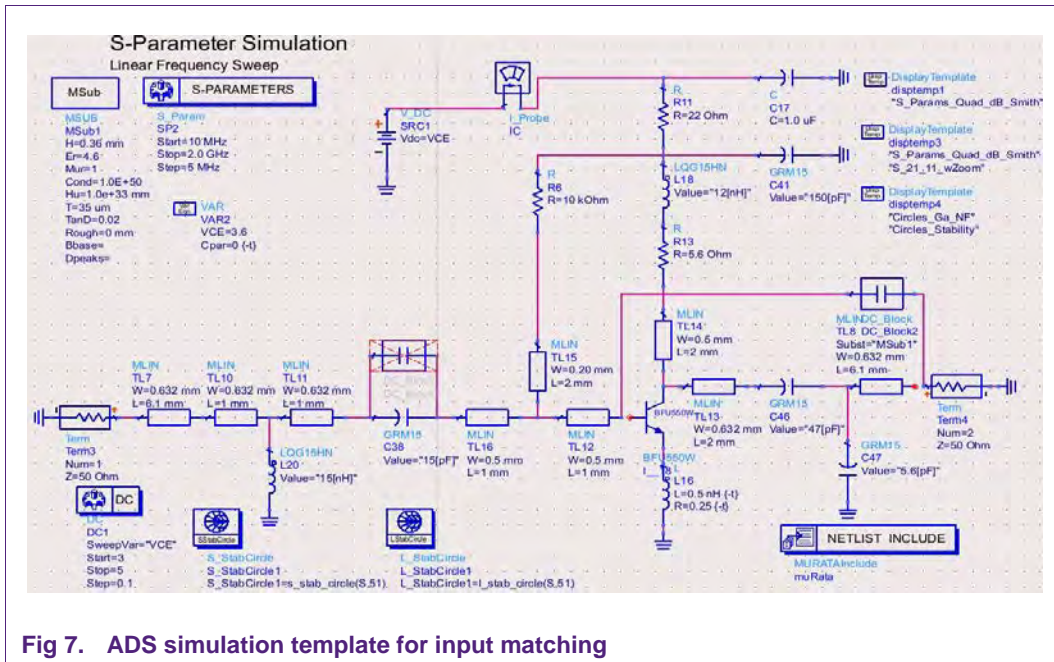 S-Parameter Simulation
Linear Frequency Sweep
MSub
MSUB
MSub1
H=0.36 mm
Er=4.6
Mur=1
Cond=1.0E+50
Hu=1.0e+33 mm
T=35 um
TanD=0.02
Rough=0 mm
Bbase=
Dpeaks=
S-PARAMETERS
S_Param
SP2
Start=10 MHz
Stop=2.0 GHz
Step=5 MHz
VAR
VAR2
VCE=3.6
Cpar=0 {-t}
V_DC
SRC1
Vdc=VCE
I_Probe
IC
R
R11
R=22 Ohm
C
C17
C=1.0 uF
DisplayTemplate
disptemp1
"S_Params_Quad_dB_Smith"
R
R6
R=10 kOhm
LQG15HN
L18
Value="12[nH]"
GRM15
C41
Value="150[pF]"
DisplayTemplate
disptemp3
"S_Params_Quad_dB_Smith"
"S_21_11_wZoom"
DisplayTemplate
disptemp4
"Circles_Ga_NF"
"Circles_Stability"
R
R13
R=5.6 Ohm
MLIN
TL14
W=0.5 mm
L=2 mm
DC_Block
DC_Block2
MLIN
TL8
Subst="MSub1"
W=0.632 mm
L=6.1 mm
MLIN
TL15
W=0.20 mm
L=2 mm
MLIN
TL7
W=0.632 mm
L=6.1 mm
MLIN
TL10
W=0.632 mm
L=1 mm
MLIN
TL11
W=0.632 mm
L=1 mm
GRM15
C38
Value="15[pF]"
MLIN
TL16
W=0.5 mm
L=1 mm
MLIN
TL12
W=0.5 mm
L=1 mm
BFU550W
MLIN
TL13
W=0.632 mm
L=2 mm
GRM15
C46
Value="47[pF]"
Term
Term4
Num=2
Z=50 Ohm
Term
Term3
Num=1
Z=50 Ohm
LQG15HN
L20
Value="15[nH]"
BFU550W
L
L16
L=0.5 nH {-t}
R=0.25 {-t}
GRM15
C47
Value="5.6[pF]"
DC
DC
DC1
SweepVar="VCE"
Start=3
Stop=5
Step=0.1
SStabCircle
S_StabCircle
S_StabCircle1
S_StabCircle1=s_stab_circle(S,51)
LStabCircle
L_StabCircle
L_StabCircle1
L_StabCircle1=l_stab_circle(S,51)
NETLIST INCLUDE
MURATAInclude
muRata
Fig 7. ADS simulation template for input matching